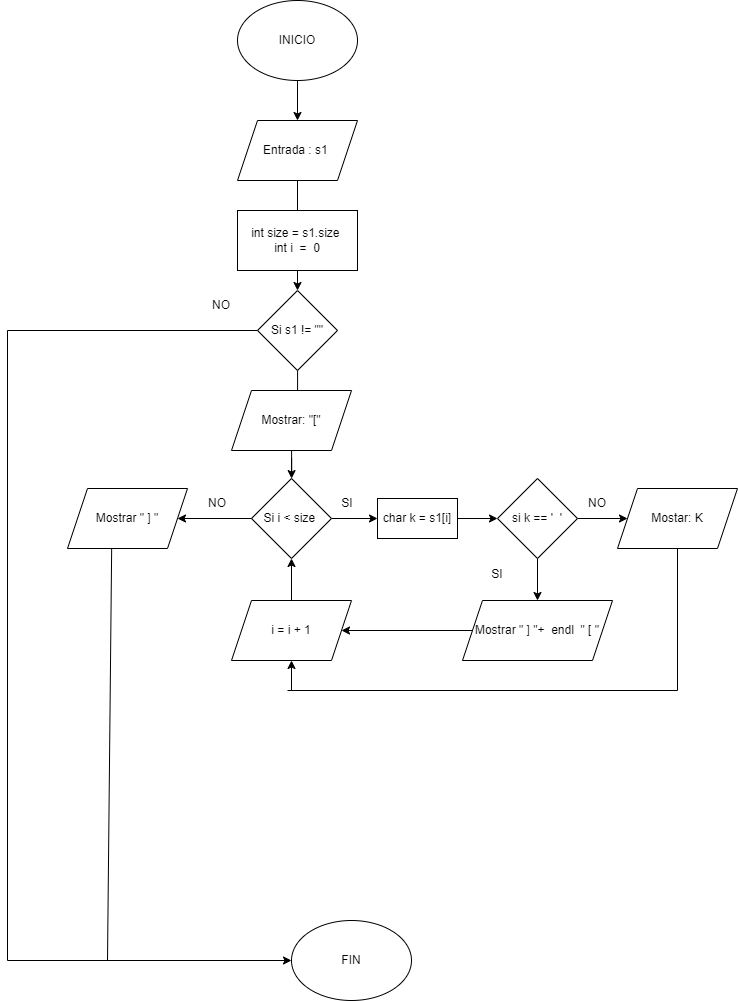 INICIO
Entrada : s1
int size = s1.size
int i = 0
NO
Si s1 != ""
Mostrar: "["
NO
SI
NO
Mostrar " ] "
Si i < size
char k = s1[i]
si k == ' '
Mostar: K
SI
i = i + 1
Mostrar " ] "+ endl " [ "
FIN